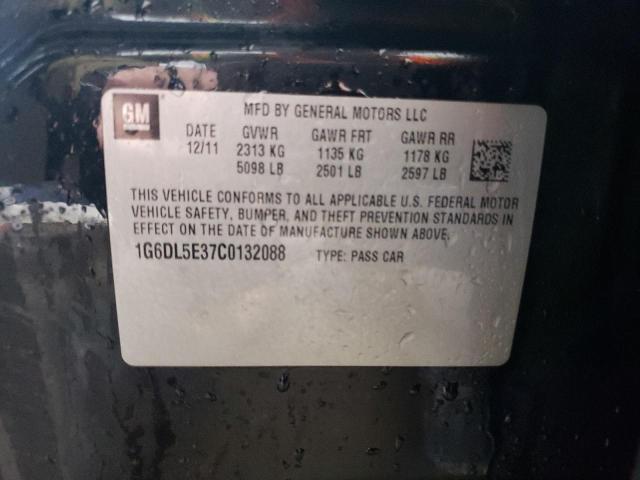 GM
MFD BY GENERAL MOTORS LLC
DATE GVWR GAWR FRT GAWR RR
12/11 2313 KG 1135 KG 1178 KG
5098 LB 2501 LB 2597 LB
THIS VEHICLE CONFORMS TO ALL APPLICABLE U.S. FEDERAL MOTOR
VEHICLE SAFETY, BUMPER, AND THEFT PREVENTION STANDARDS IN
EFFECT ON THE DATE OF MANUFACTURE SHOWN ABOVE.
1G6DL5E37C0132088 TYPE: PASS CAR